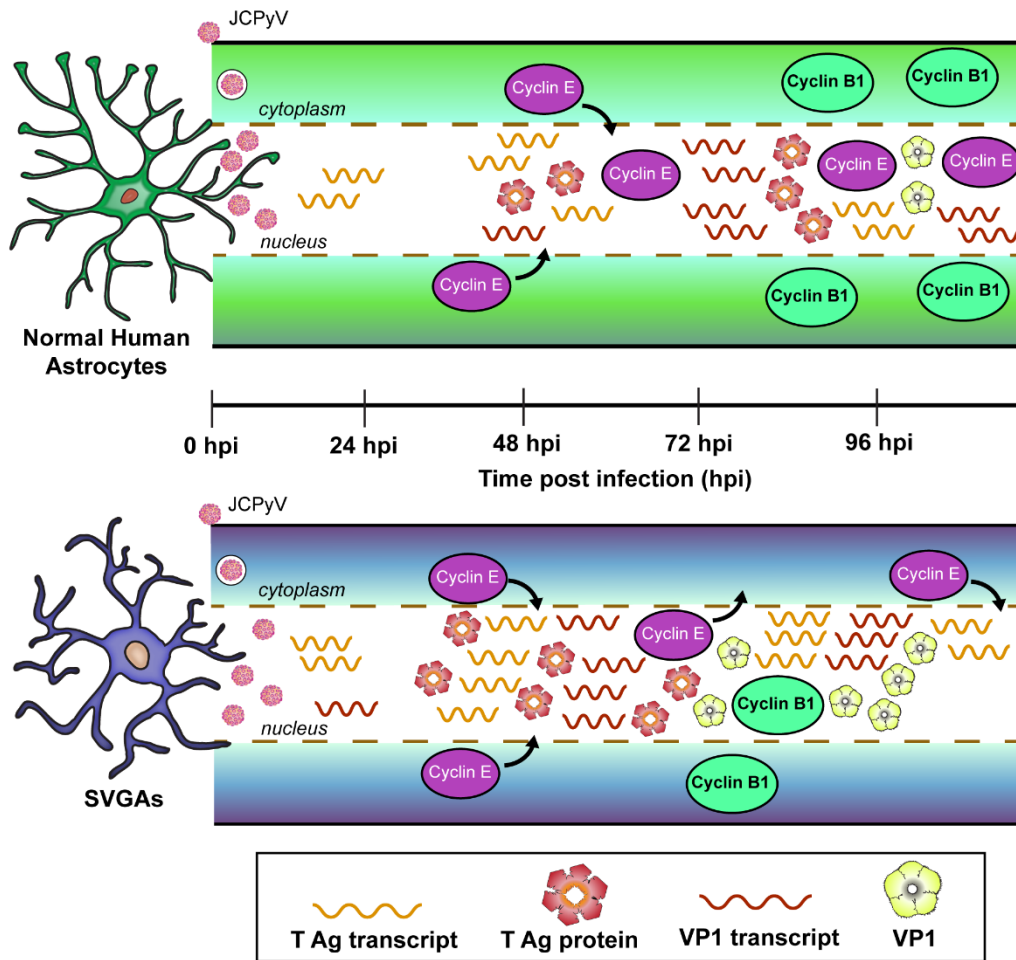 JCPyV
cytoplasm
nucleus
Cyclin E
Cyclin E
Cyclin E
Cyclin B1
Cyclin B1
Cyclin E
Cyclin E
Cyclin B1
Cyclin B1
Normal Human
Astrocytes
0 hpi
24 hpi
48 hpi
72 hpi
96 hpi
Time post infection (hpi)
JCPyV
cytoplasm
nucleus
Cyclin E
Cyclin E
Cyclin E
Cyclin B1
Cyclin B1
Cyclin E
SVGAs
T Ag transcript
T Ag protein
VP1 transcript
VP1